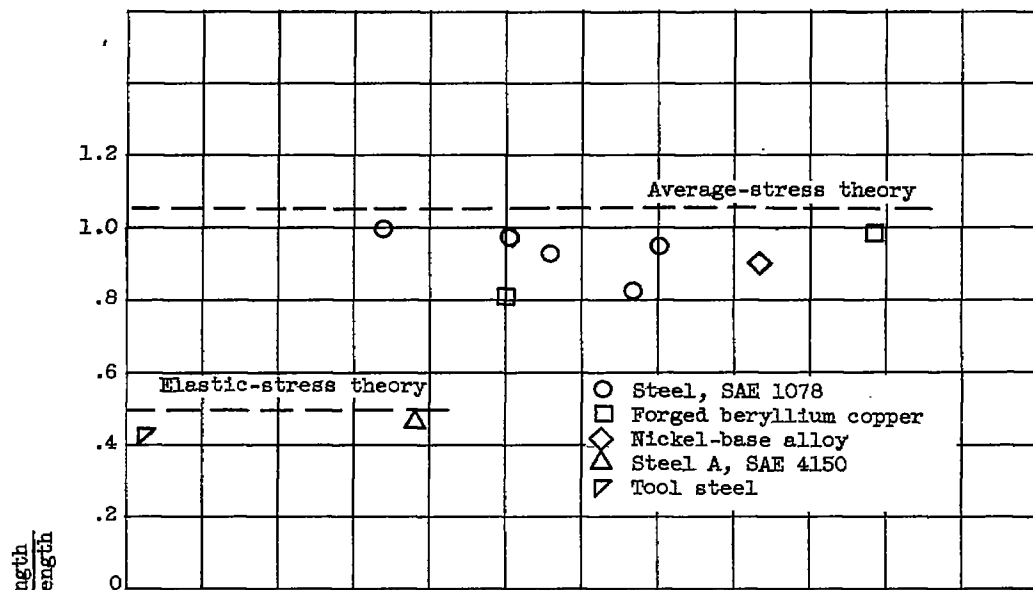 1.2
Average-stress theory
1.0
.8
.6
Elastic-stress theory
Steel, SAE 1078
Forged beryllium copper
.4
Nickel-base alloy
Steel A, SAE 4150
Tool steel
.2
0